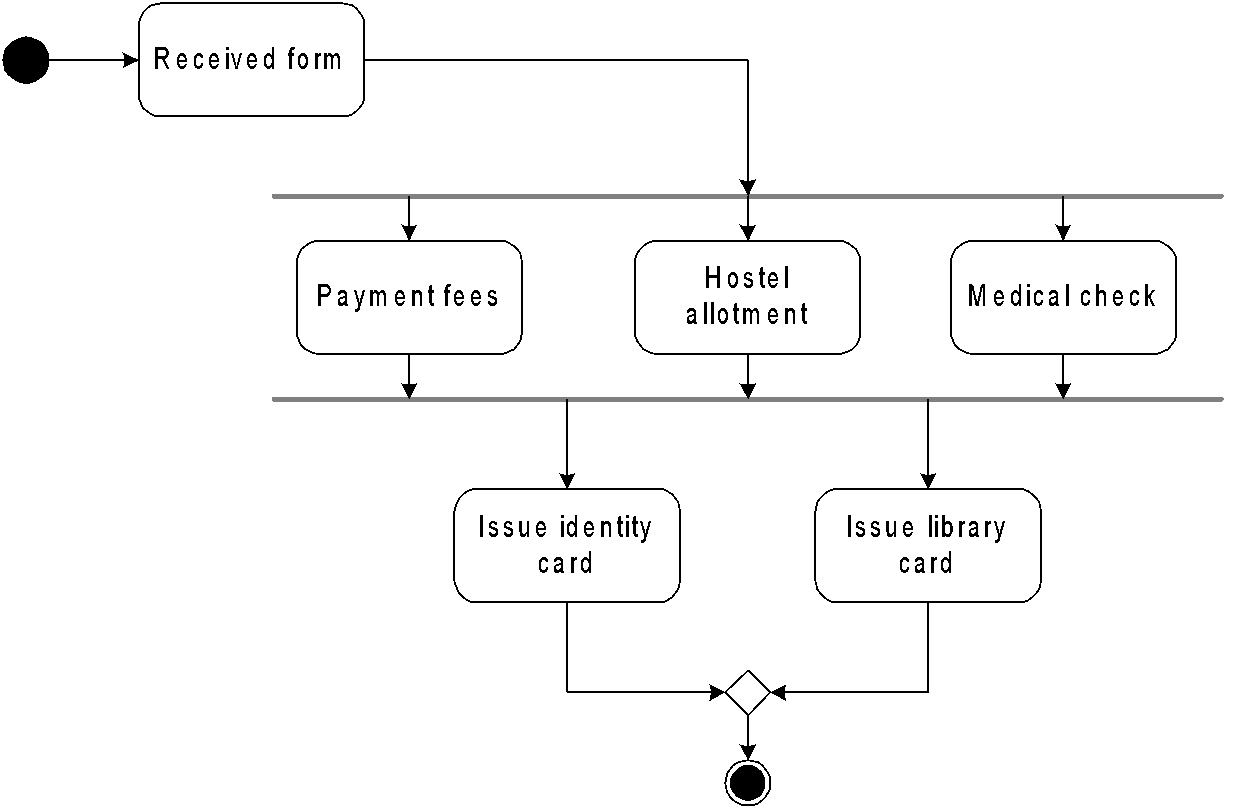 Received form
Payment fees
Hostel
allotment
Medical check
Issue identity
card
Issue library
card